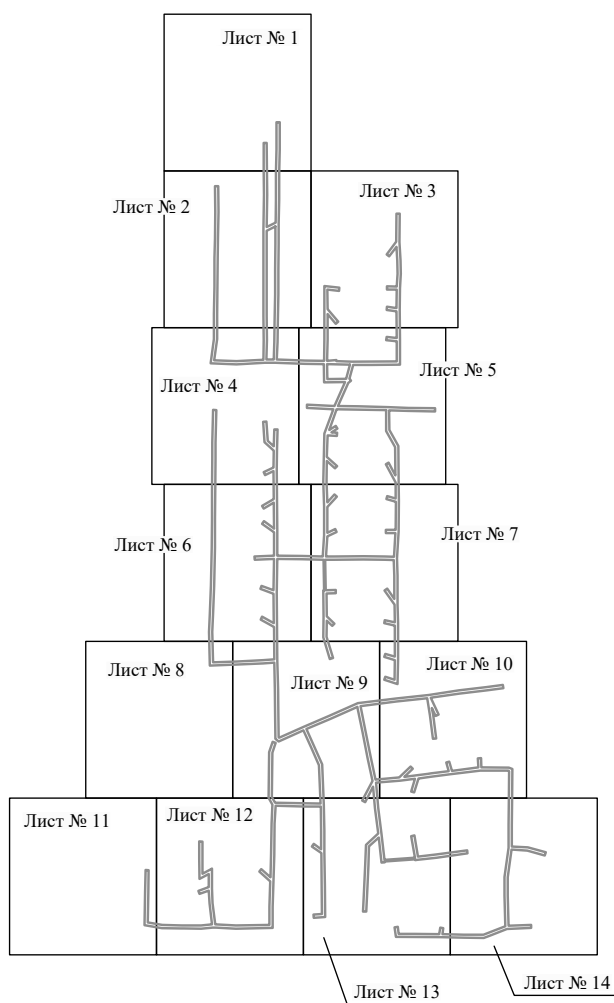 Лист № 1
Лист № 2
Лист № 3
Лист № 4
Лист № 5
Лист № 6
Лист № 7
Лист № 8
Лист № 9
Лист № 10
Лист № 11
Лист № 12
Лист № 13
Лист № 14